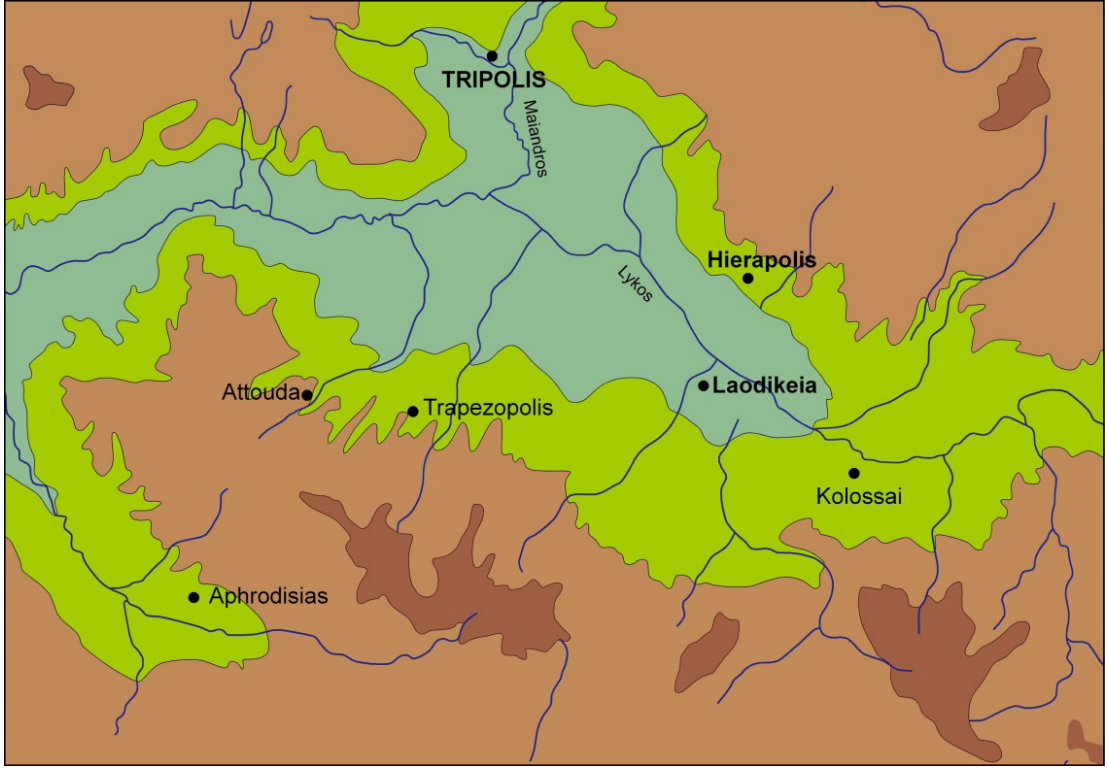 TRIPOLIS
Maiandros
Hierapolis
Lykos
Laodikeia
Attouda
Trapezopolis
Kolossai
Aphrodisias